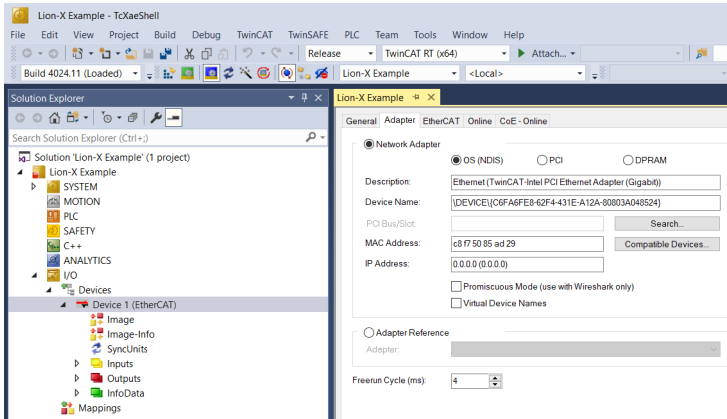 Lion-X Example - TcXaeShell
File Edit View Project Build Debug TwinCAT TwinSAFE PLC Team Tools Window Help
Release TwinCAT RT (x64) Attach...
Build 4024.11 (Loaded) Lion-X Example <Local>
Solution Explorer
Search Solution Explorer (Ctrl+;)
Solution 'Lion-X Example' (1 project)
Lion-X Example
SYSTEM
MOTION
PLC
SAFETY
C++
ANALYTICS
I/O
Devices
Device 1 (EtherCAT)
Image
Image-Info
SyncUnits
Inputs
Outputs
InfoData
Mappings
Lion-X Example
General Adapter EtherCAT Online CoE - Online
Network Adapter
OS (NDIS) PCI DPRAM
Description: Ethernet (TwinCAT-Intel PCI Ethernet Adapter (Gigabit))
Device Name: \DEVICE\{C6FA6FE8-62F4-431E-A12A-80803A048524}
PCI Bus/Slot: Search...
MAC Address: c8 f7 50 85 ad 29 Compatible Devices...
IP Address: 0.0.0.0 (0.0.0.0)
Promiscuous Mode (use with Wireshark only)
Virtual Device Names
Adapter Reference
Adapter:
Freerun Cycle (ms): 4